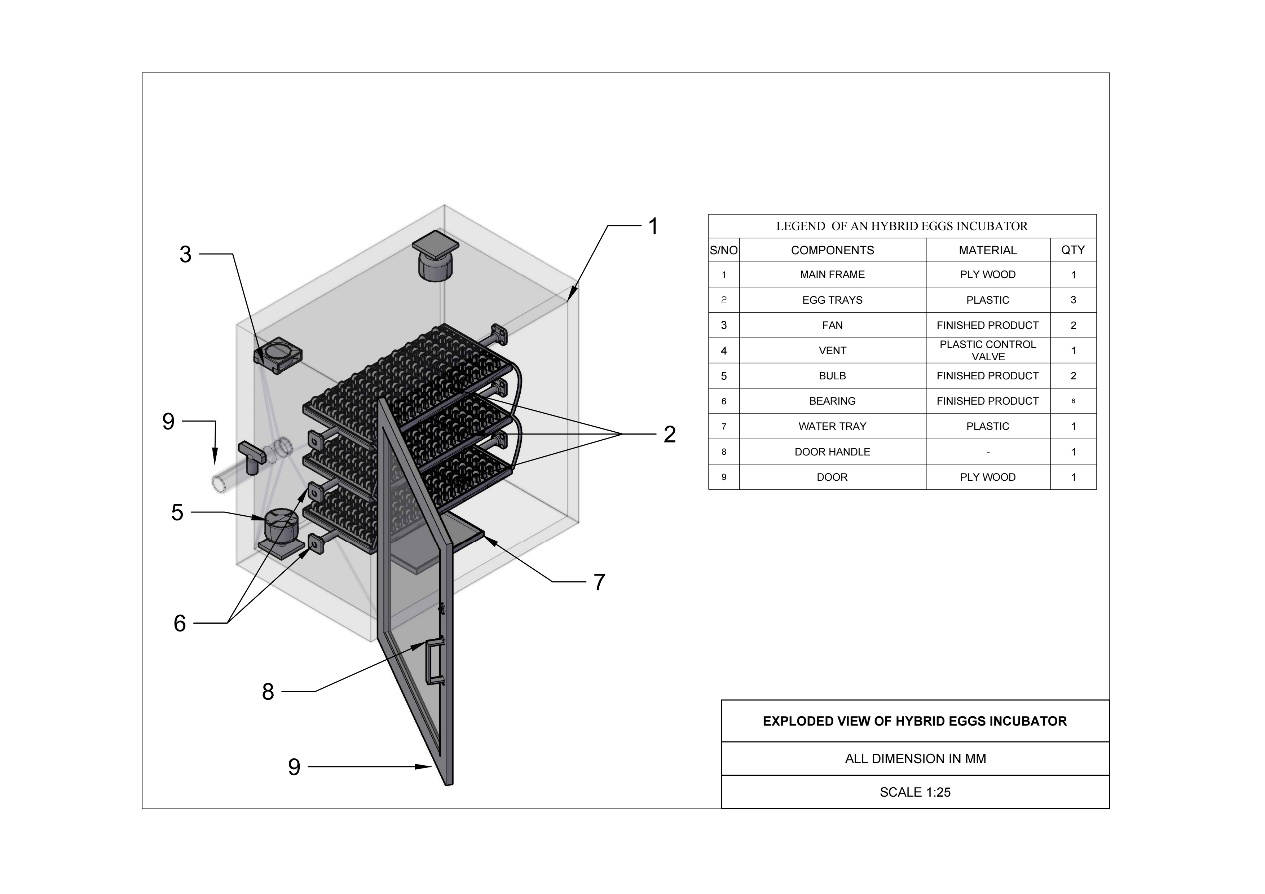 1
3
9
2
5
7
6
8
9
LEGEND OF AN HYBRID EGGS INCUBATOR
S/NO COMPONENTS MATERIAL QTY
1 MAIN FRAME PLY WOOD 1
2 EGG TRAYS PLASTIC 3
3 FAN FINISHED PRODUCT 2
4 VENT PLASTIC CONTROL VALVE 1
5 BULB FINISHED PRODUCT 2
6 BEARING FINISHED PRODUCT 6
7 WATER TRAY PLASTIC 1
8 DOOR HANDLE - 1
9 DOOR PLY WOOD 1
EXPLODED VIEW OF HYBRID EGGS INCUBATOR
ALL DIMENSION IN MM
SCALE 1:25